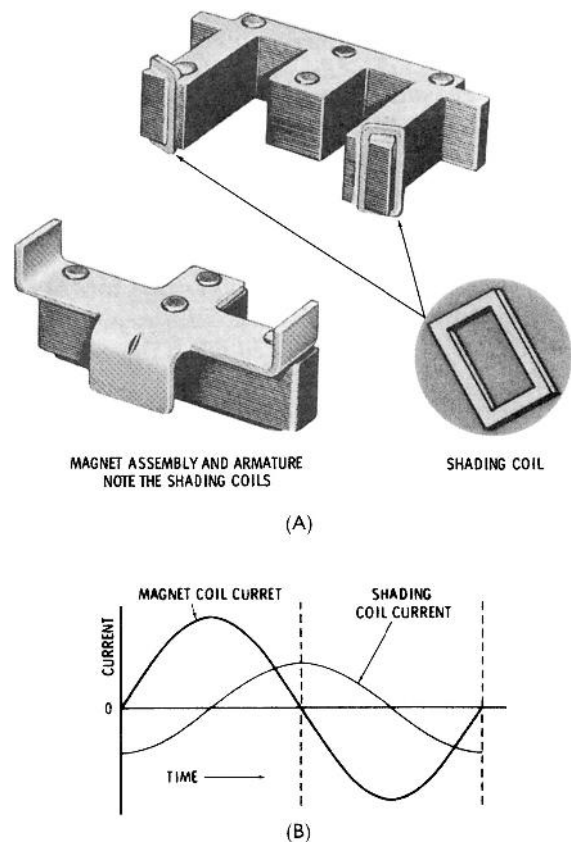 MAGNET ASSEMBLY AND ARMATURE
NOTE THE SHADING COILS
SHADING COIL
(A)
MAGNET COIL CURRET
SHADING
COIL CURRENT
CURRENT
0
TIME
(B)